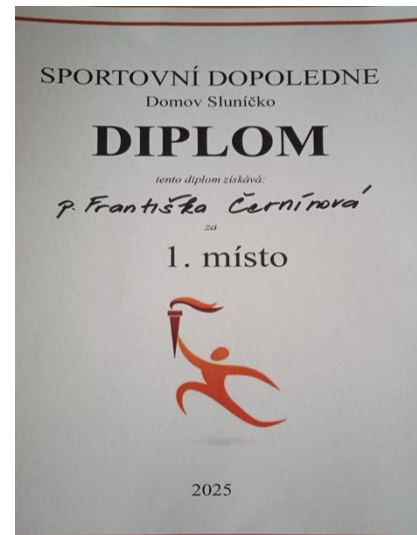 SPORTOVNÍ DOPOLEDNE
Domov Sluníčko
DIPLOM
tento diplom získává:
p. Františka Černínová
za
1. místo
2025